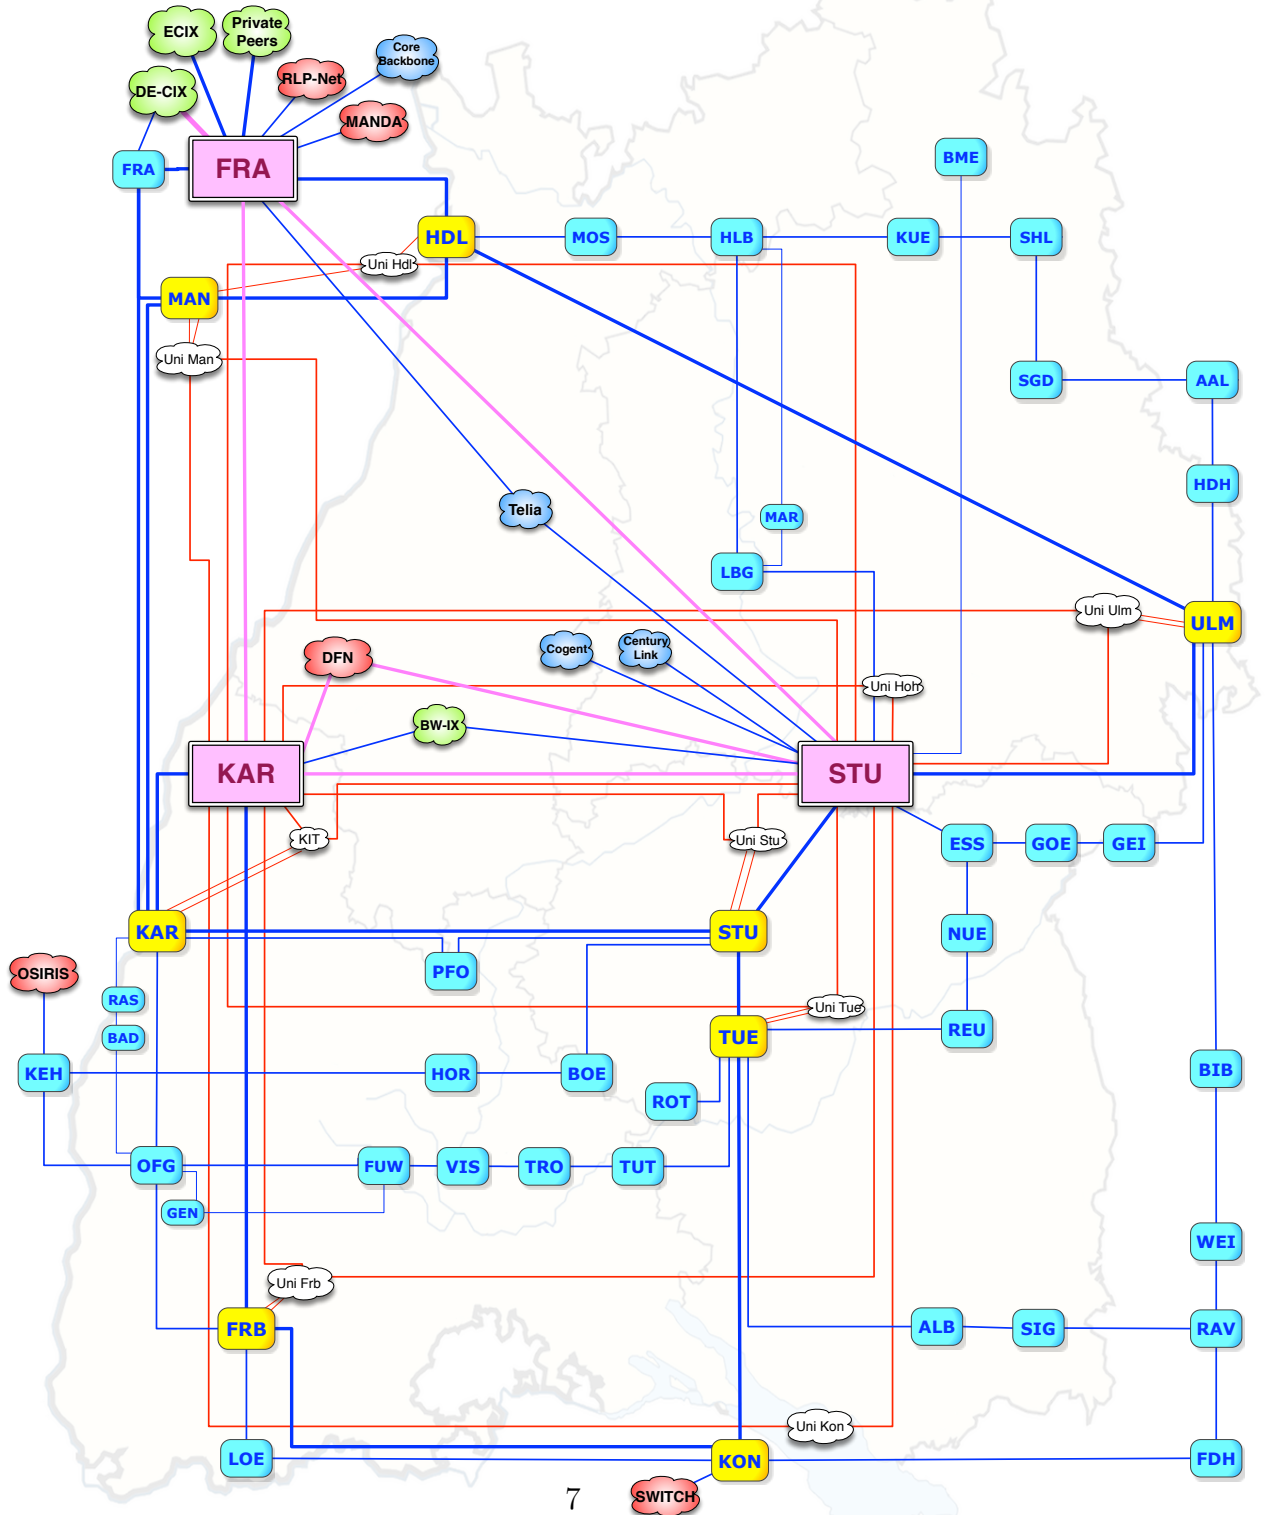 ECIX
Private
Peers
Core
Backbone
RLP-Net
DE-CIX
MANDA
FRA
FRA
BME
HDL
MOS
HLB
KUE
SHL
Uni Hdl
MAN
Uni Man
SGD
AAL
HDH
Telia
MAR
LBG
Uni Ulm
ULM
DFN
Cogent
Century
Link
Uni Hoh
BW-IX
KAR
STU
KIT
Uni Stu
ESS
GOE
GEI
KAR
STU
NUE
OSIRIS
PFO
RAS
Uni Tue
BAD
TUE
REU
KEH
HOR
BOE
BIB
ROT
OFG
FUW
VIS
TRO
TUT
GEN
WEI
Uni Frb
FRB
ALB
SIG
RAV
Uni Kon
LOE
KON
FDH
SWITCH
7